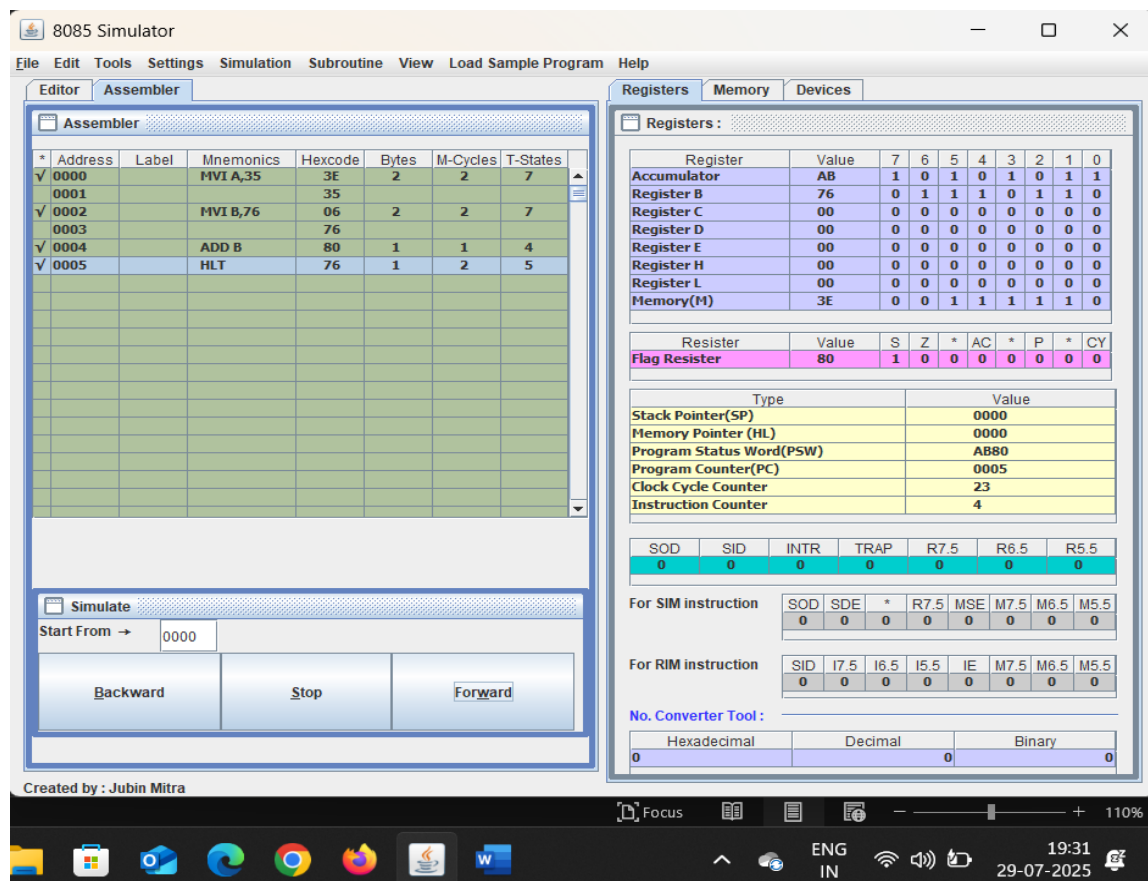 8085 Simulator
File Edit Tools Settings Simulation Subroutine View Load Sample Program Help
Editor Assembler
Assembler
* Address Label Mnemonics Hexcode Bytes M-Cycles T-States
√ 0000 MVI A,35 3E 2 2 7
0001 35
√ 0002 MVI B,76 06 2 2 7
0003 76
√ 0004 ADD B 80 1 1 4
√ 0005 HLT 76 1 2 5
Simulate
Start From → 0000
Backward Stop Forward
Created by : Jubin Mitra
Registers Memory Devices
Registers :
Register Value 7 6 5 4 3 2 1 0
Accumulator AB 1 0 1 0 1 0 1 1
Register B 76 0 1 1 1 0 1 1 0
Register C 00 0 0 0 0 0 0 0 0
Register D 00 0 0 0 0 0 0 0 0
Register E 00 0 0 0 0 0 0 0 0
Register H 00 0 0 0 0 0 0 0 0
Register L 00 0 0 0 0 0 0 0 0
Memory(M) 3E 0 0 1 1 1 1 1 0
Resister Value S Z * AC * P * CY
Flag Resister 80 1 0 0 0 0 0 0 0
Type Value
Stack Pointer(SP) 0000
Memory Pointer (HL) 0000
Program Status Word(PSW) AB80
Program Counter(PC) 0005
Clock Cycle Counter 23
Instruction Counter 4
SOD SID INTR TRAP R7.5 R6.5 R5.5
0 0 0 0 0 0 0
For SIM instruction SOD SDE * R7.5 MSE M7.5 M6.5 M5.5
0 0 0 0 0 0 0 0
For RIM instruction SID I7.5 I6.5 I5.5 IE M7.5 M6.5 M5.5
0 0 0 0 0 0 0 0
No. Converter Tool :
Hexadecimal Decimal Binary
0 0 0
Focus 110%
W
ENG
IN
19:31
29-07-2025